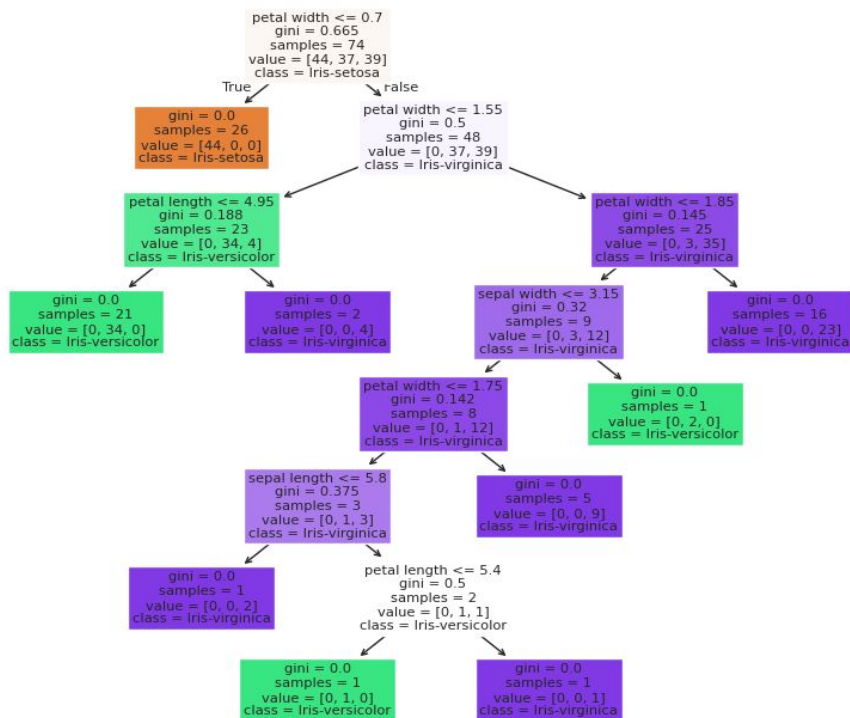 petal width <= 0.7
gini = 0.665
samples = 74
value = [44, 37, 39]
class = Iris-setosa
True
False
gini = 0.0
samples = 26
value = [44, 0, 0]
class = Iris-setosa
petal width <= 1.55
gini = 0.5
samples = 48
value = [0, 37, 39]
class = Iris-virginica
petal length <= 4.95
gini = 0.188
samples = 23
value = [0, 34, 4]
class = Iris-versicolor
petal width <= 1.85
gini = 0.145
samples = 25
value = [0, 3, 35]
class = Iris-virginica
gini = 0.0
samples = 21
value = [0, 34, 0]
class = Iris-versicolor
gini = 0.0
samples = 2
value = [0, 0, 4]
class = Iris-virginica
sepal width <= 3.15
gini = 0.32
samples = 9
value = [0, 3, 12]
class = Iris-virginica
gini = 0.0
samples = 16
value = [0, 0, 23]
class = Iris-virginica
petal width <= 1.75
gini = 0.142
samples = 8
value = [0, 1, 12]
class = Iris-virginica
gini = 0.0
samples = 1
value = [0, 2, 0]
class = Iris-versicolor
sepal length <= 5.8
gini = 0.375
samples = 3
value = [0, 1, 3]
class = Iris-virginica
gini = 0.0
samples = 5
value = [0, 0, 9]
class = Iris-virginica
gini = 0.0
samples = 1
value = [0, 0, 2]
class = Iris-virginica
petal length <= 5.4
gini = 0.5
samples = 2
value = [0, 1, 1]
class = Iris-versicolor
gini = 0.0
samples = 1
value = [0, 1, 0]
class = Iris-versicolor
gini = 0.0
samples = 1
value = [0, 0, 1]
class = Iris-virginica